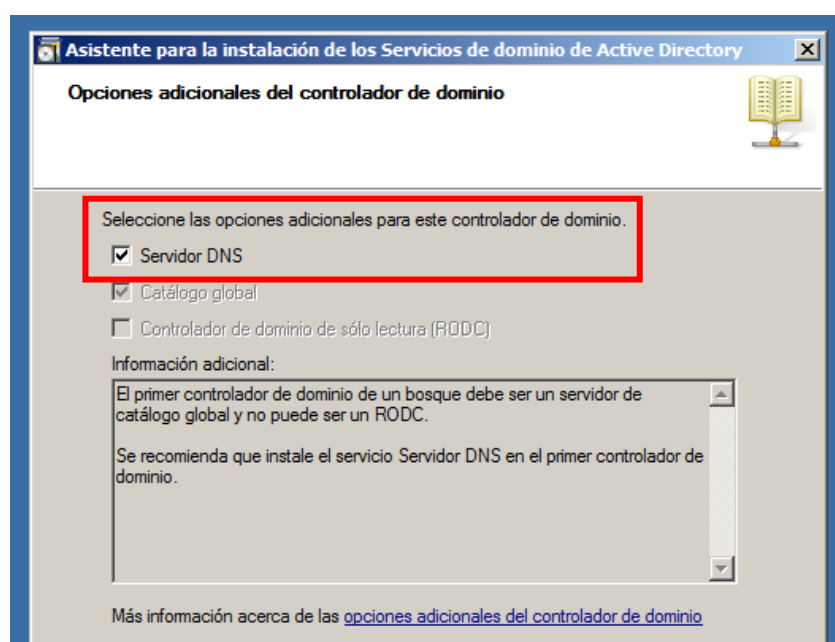 Asistente para la instalación de los Servicios de dominio de Active Directory
Opciones adicionales del controlador de dominio
Seleccione las opciones adicionales para este controlador de dominio.
Servidor DNS
Catálogo global
Controlador de dominio de sólo lectura (RODC)
Información adicional:
El primer controlador de dominio de un bosque debe ser un servidor de
catálogo global y no puede ser un RODC.
Se recomienda que instale el servicio Servidor DNS en el primer controlador de
dominio.
Más información acerca de las opciones adicionales del controlador de dominio